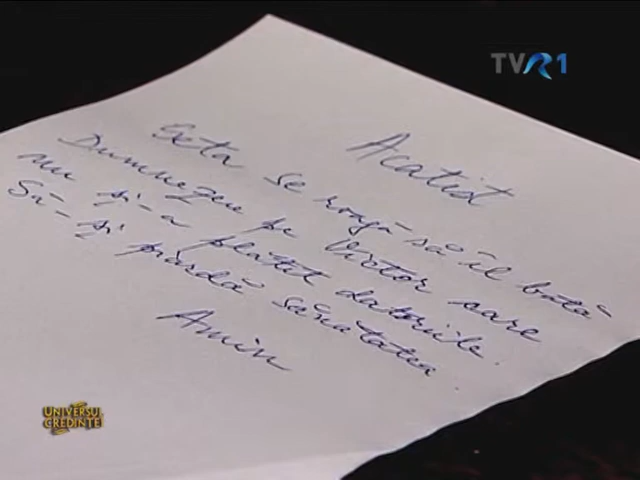 TVR1
Acatist
Geta se roagă să îl bată
Dumnezeu pe Victor care
nu și-a plătit datoriile.
Să-și piardă sănătatea.
Amin
UNIVERSUL
CREDINȚEI